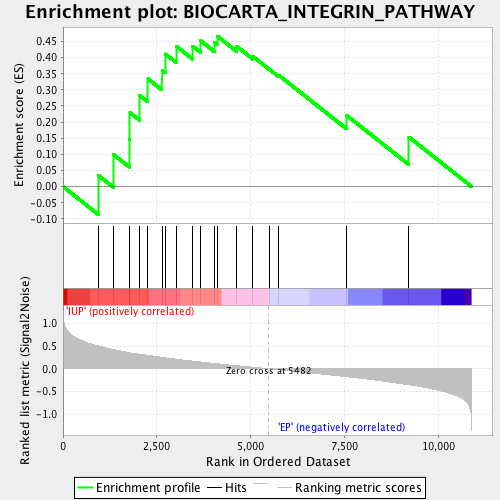 Enrichment plot: BIOCARTA_INTEGRIN_PATHWAY
Enrichment score (ES)
0.45
0.40
0.35
0.30
0.25
0.20
0.15
0.10
0.05
0.00
-0.05
-0.10
Ranked list metric (Signal2Noise)
'IUP' (positively correlated)
1.0
0.5
0.0
-0.5
-1.0
Zero cross at 5482
'EP' (negatively correlated)
0
2,500
5,000
7,500
10,000
Rank in Ordered Dataset
Enrichment profile
Hits
Ranking metric scores